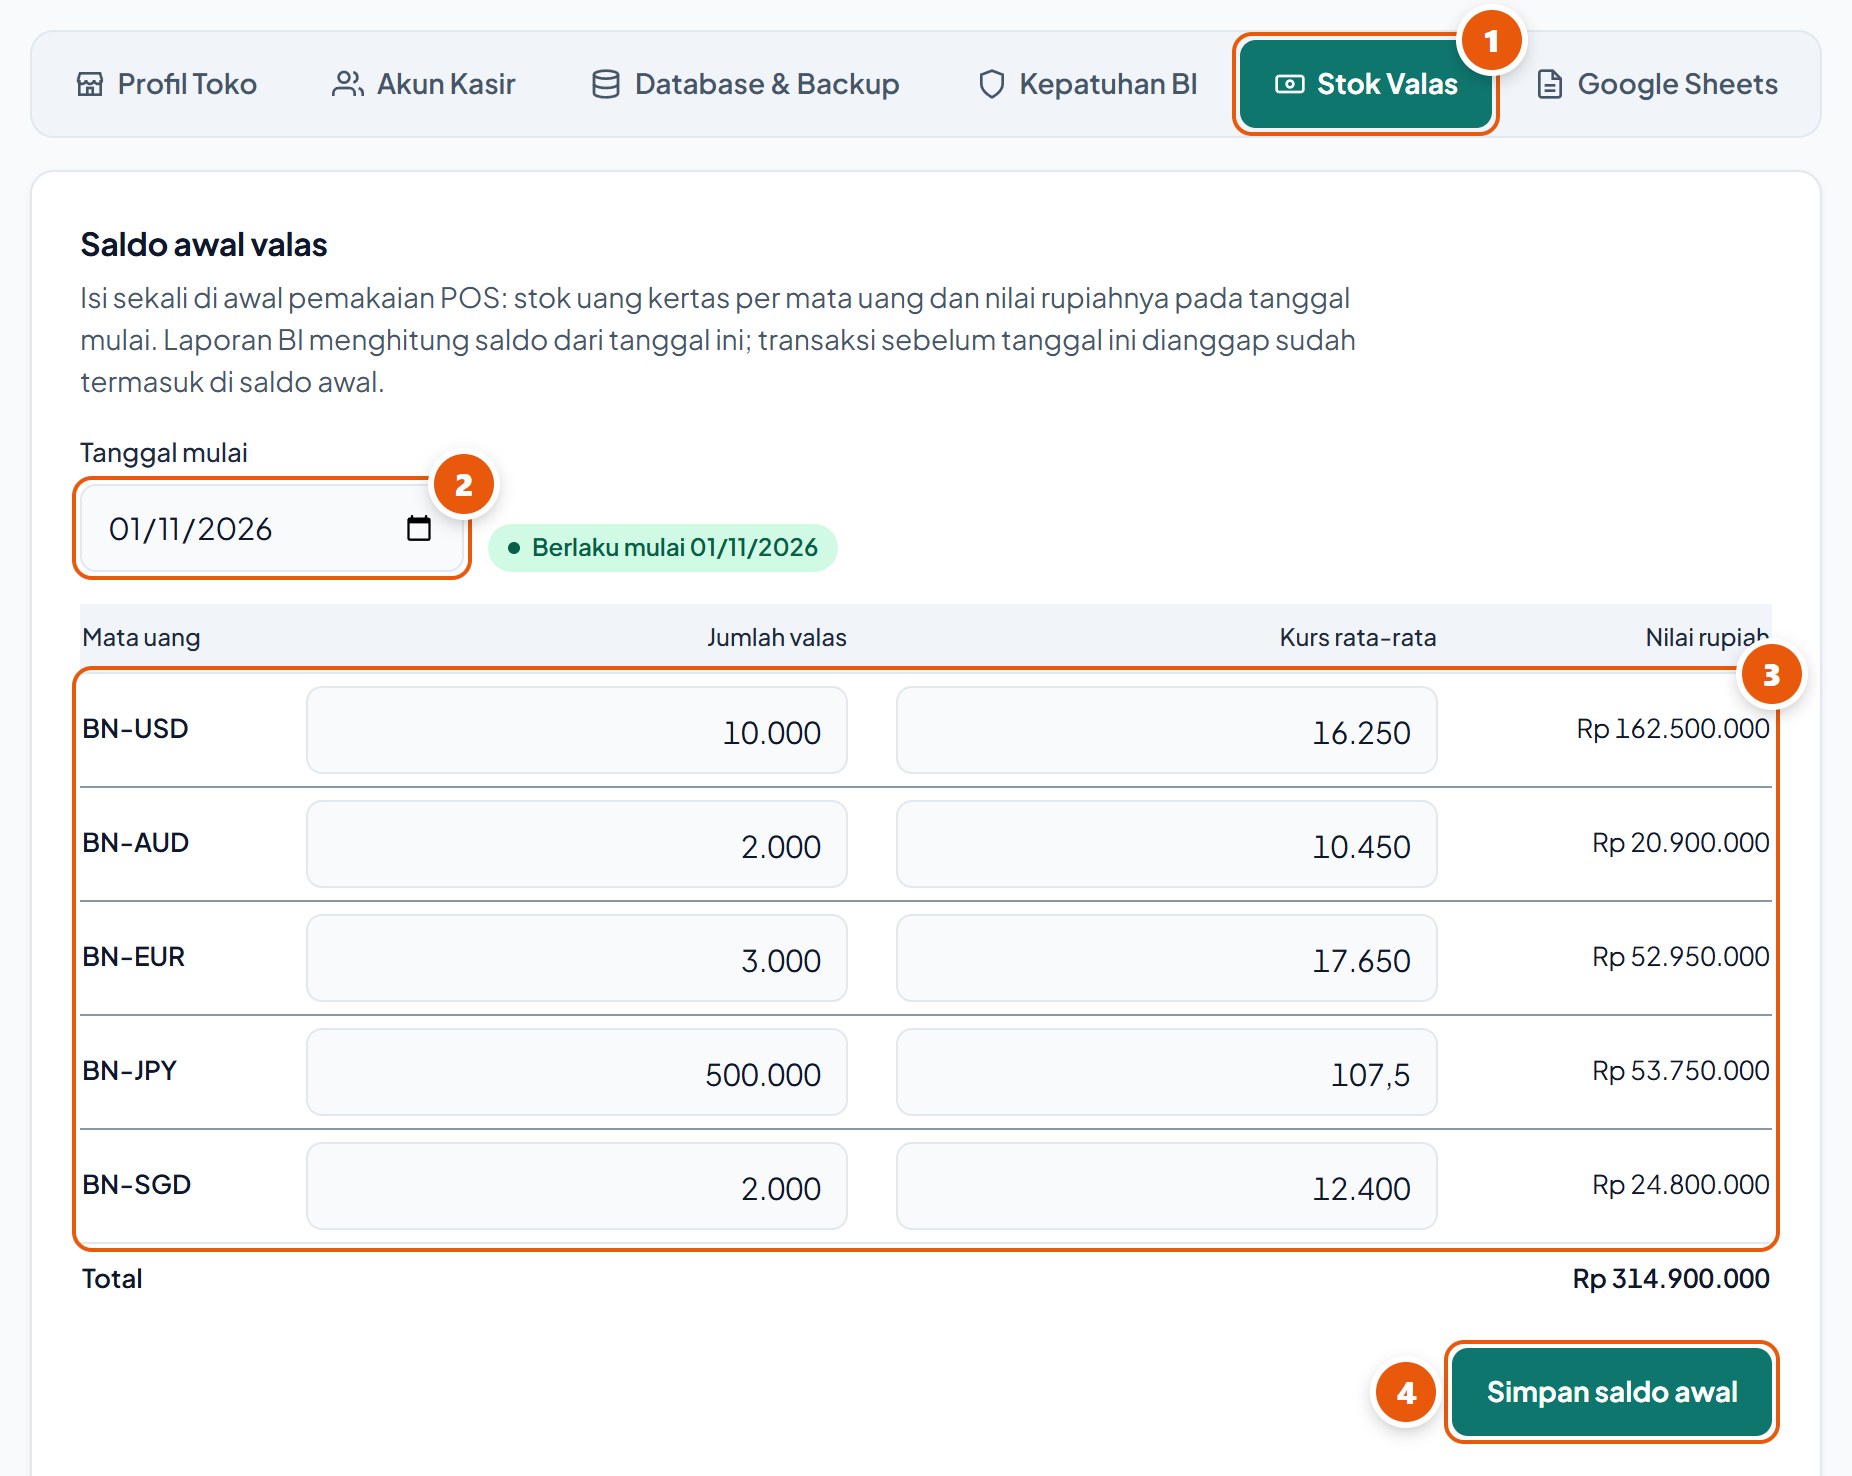 Profil Toko
Akun Kasir
Database & Backup
Kepatuhan BI
Stok Valas
1
Google Sheets
Saldo awal valas
Isi sekali di awal pemakaian POS: stok uang kertas per mata uang dan nilai rupiahnya pada tanggal
mulai. Laporan BI menghitung saldo dari tanggal ini; transaksi sebelum tanggal ini dianggap sudah
termasuk di saldo awal.
Tanggal mulai
2
01/11/2026
Berlaku mulai 01/11/2026
Mata uang Jumlah valas Kurs rata-rata Nilai rupiah
3
BN-USD 10.000 16.250 Rp 162.500.000
BN-AUD 2.000 10.450 Rp 20.900.000
BN-EUR 3.000 17.650 Rp 52.950.000
BN-JPY 500.000 107,5 Rp 53.750.000
BN-SGD 2.000 12.400 Rp 24.800.000
Total Rp 314.900.000
4
Simpan saldo awal